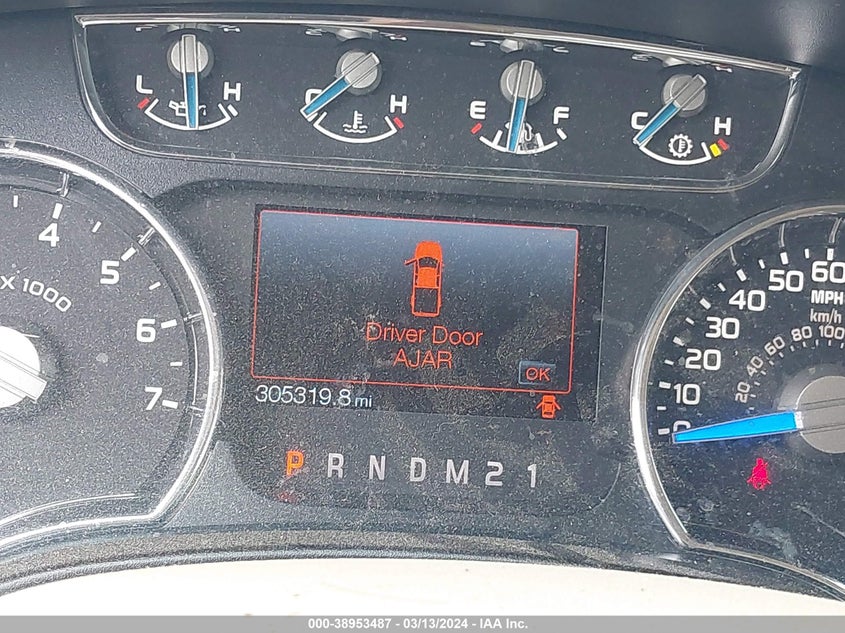 L H
C H
E F
C H
4
5
6
7
X 1000
Driver Door
AJAR
OK
305319.8 mi
P R N D M 2 1
0
10
20
30
40
50
60
MPH
km/h
20 40 60 80 100
000-38953487 - 03/13/2024 - IAA Inc.